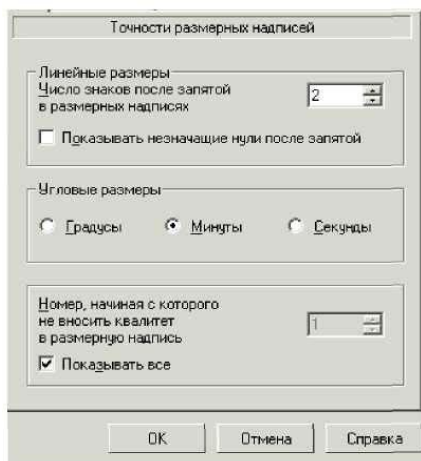 Точности размерных надписей
Линейные размеры
Число знаков после запятой
в размерных надписях
2
Показывать незначащие нули после запятой
Угловые размеры
Градусы Минуты Секунды
Номер, начиная с которого
не вносить квалитет
в размерную надпись
1
Показывать все
OK Отмена Справка